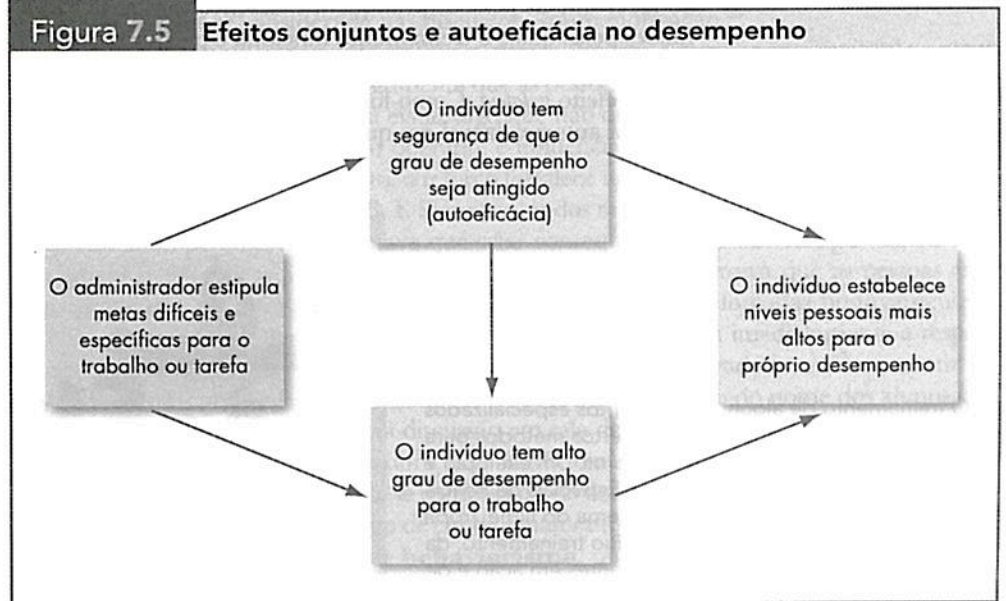 Figura 7.5 Efeitos conjuntos e autoeficácia no desempenho
O indivíduo tem
segurança de que o
grau de desempenho
seja atingido
(autoeficácia)
O administrador estipula
metas difíceis e
específicas para o
trabalho ou tarefa
O indivíduo estabelece
níveis pessoais mais
altos para o
próprio desempenho
O indivíduo tem alto
grau de desempenho
para o trabalho
ou tarefa